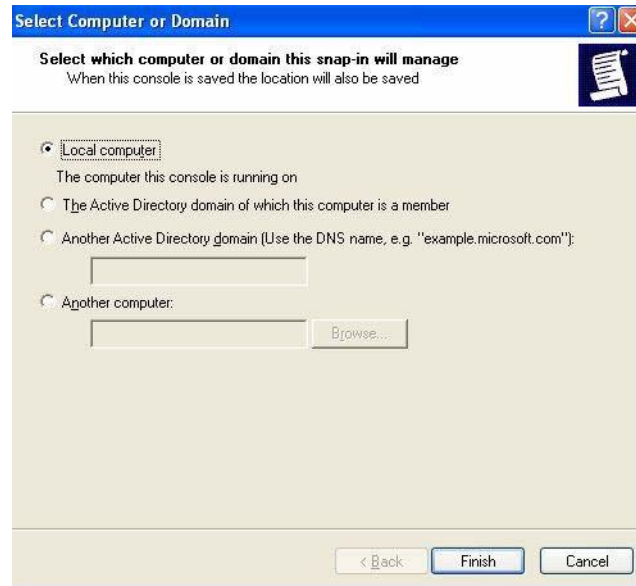 Select Computer or Domain
Select which computer or domain this snap-in will manage
When this console is saved the location will also be saved
Local computer
The computer this console is running on
The Active Directory domain of which this computer is a member
Another Active Directory domain (Use the DNS name, e.g. "example.microsoft.com"):
Another computer:
Browse...
< Back
Finish
Cancel